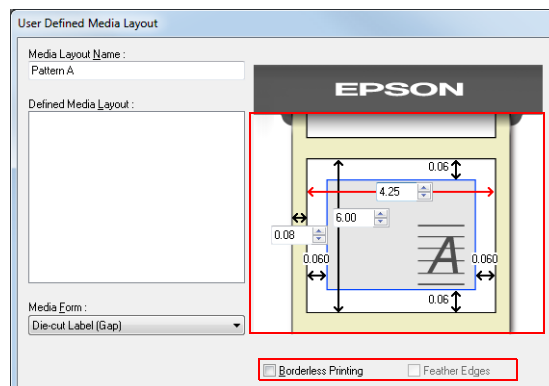 User Defined Media Layout
Media Layout Name :
Pattern A
EPSON
Defined Media Layout :
0.06
4.25
6.00
0.08
A
0.060 0.060
0.06
Media Form :
Die-cut Label (Gap)
Borderless Printing Feather Edges